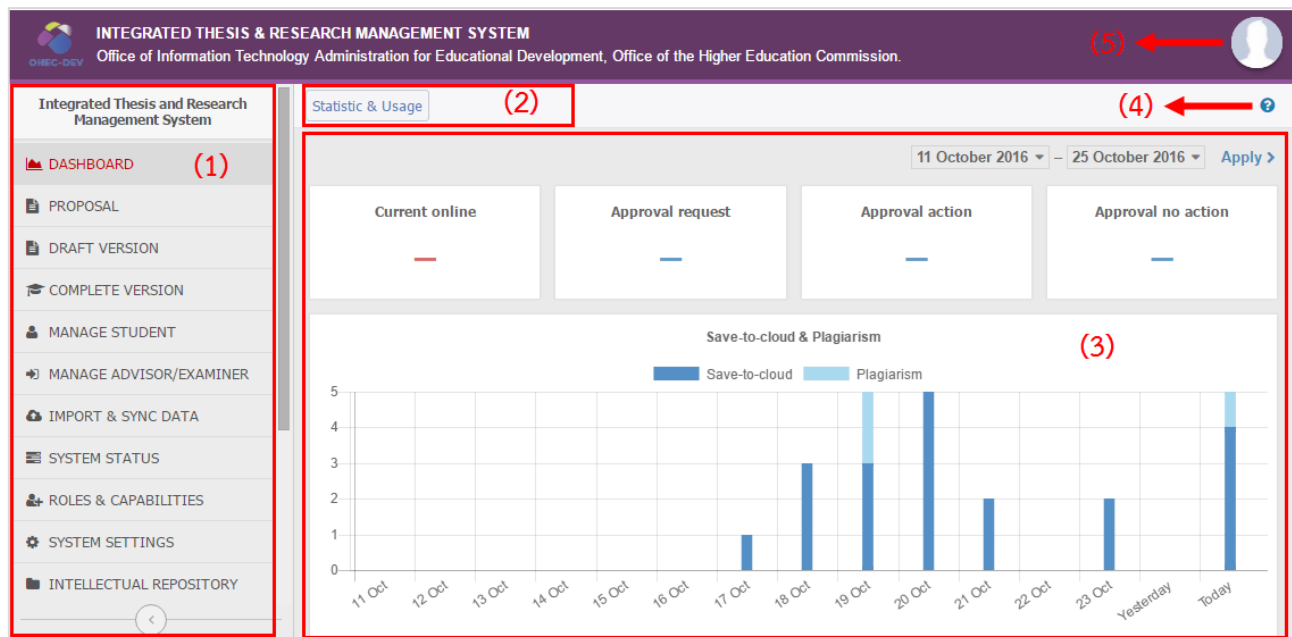 INTEGRATED THESIS & RESEARCH MANAGEMENT SYSTEM
Office of Information Technology Administration for Educational Development, Office of the Higher Education Commission.
OHEC-DEV
(5)
Integrated Thesis and Research
Management System
DASHBOARD
(1)
PROPOSAL
DRAFT VERSION
COMPLETE VERSION
MANAGE STUDENT
MANAGE ADVISOR/EXAMINER
IMPORT & SYNC DATA
SYSTEM STATUS
ROLES & CAPABILITIES
SYSTEM SETTINGS
INTELLECTUAL REPOSITORY
Statistic & Usage
(2)
(4)
?
11 October 2016 – 25 October 2016 Apply
Current online
Approval request
Approval action
Approval no action
Save-to-cloud & Plagiarism
(3)
Save-to-cloud Plagiarism
5
4
3
2
1
0
11 Oct 12 Oct 13 Oct 14 Oct 15 Oct 16 Oct 17 Oct 18 Oct 19 Oct 20 Oct 21 Oct 22 Oct 23 Oct Yesterday Today